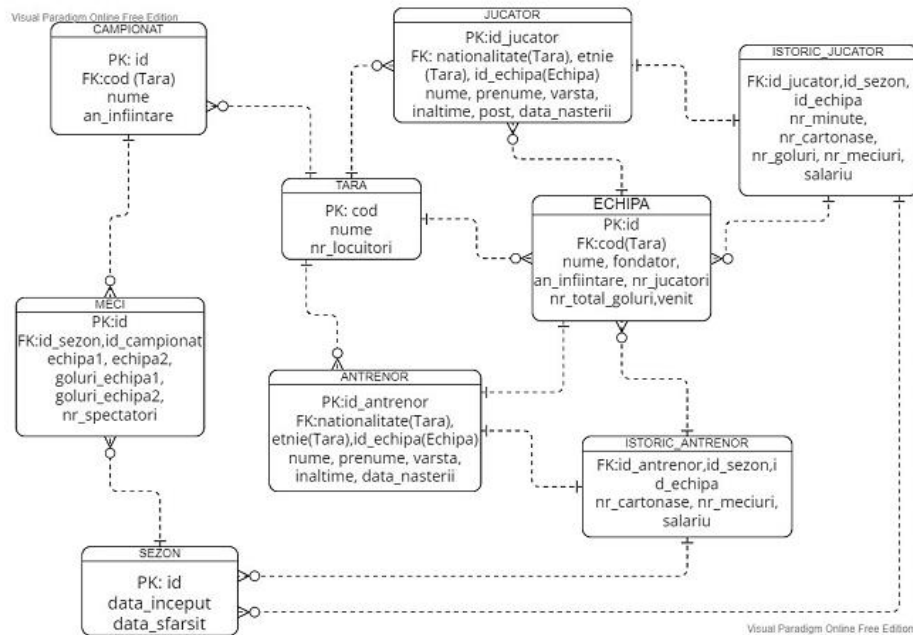 Visual Paradigm Online Free Edition
CAMPIONAT
PK: id
FK:cod (Tara)
nume
an_infiintare
JUCATOR
PK:id_jucator
FK: nationalitate(Tara), etnie
(Tara), id_echipa(Echipa)
nume, prenume, varsta,
inaltime, post, data_nasterii
ISTORIC_JUCATOR
FK:id_jucator,id_sezon,
id_echipa
nr_minute,
nr_cartonase,
nr_goluri, nr_meciuri,
salariu
TARA
PK: cod
nume
nr_locuitori
ECHIPA
PK:id
FK:cod(Tara)
nume, fondator,
an_infiintare, nr_jucatori
nr_total_goluri,venit
MECI
PK:id
FK:id_sezon,id_campionat
echipa1, echipa2,
goluri_echipa1,
goluri_echipa2,
nr_spectatori
ANTRENOR
PK:id_antrenor
FK:nationalitate(Tara),
etnie(Tara),id_echipa(Echipa)
nume, prenume, varsta,
inaltime, data_nasterii
ISTORIC_ANTRENOR
FK:id_antrenor,id_sezon,i
d_echipa
nr_cartonase, nr_meciuri,
salariu
SEZON
PK: id
data_inceput
data_sfarsit
Visual Paradigm Online Free Edition